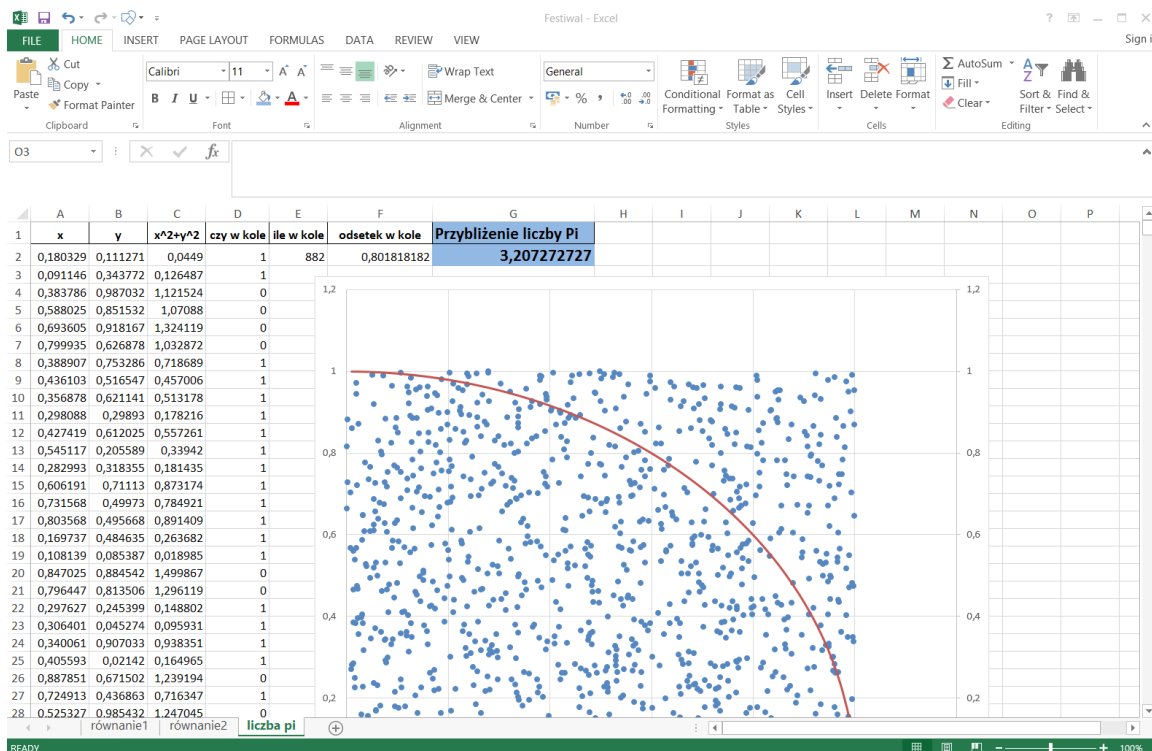 Festiwal - Excel
FILE HOME INSERT PAGE LAYOUT FORMULAS DATA REVIEW VIEW Sign i
Paste Cut Copy Format Painter
Calibri 11 A A B I U A
Wrap Text Merge & Center
General % , ,0 ,00 ,00 ,0
Conditional Formatting Format as Table Cell Styles
Insert Delete Format
Σ AutoSum Fill Clear A Z Sort & Filter Find & Select
Clipboard Font Alignment Number Styles Cells Editing
O3 fx
A B C D E F G H I J K L M N O P
1 x y x^2+y^2 czy w kole ile w kole odsetek w kole Przybliżenie liczby Pi
2 0,180329 0,111271 0,0449 1 882 0,801818182 3,207272727
3 0,091146 0,343772 0,126487 1
4 0,383786 0,987032 1,121524 0
5 0,588025 0,851532 1,07088 0
6 0,693605 0,918167 1,324119 0
7 0,799935 0,626878 1,032872 0
8 0,388907 0,753286 0,718689 1
9 0,436103 0,516547 0,457006 1
10 0,356878 0,621141 0,513178 1
11 0,298088 0,29893 0,178216 1
12 0,427419 0,612025 0,557261 1
13 0,545117 0,205589 0,33942 1
14 0,282993 0,318355 0,181435 1
15 0,606191 0,71113 0,873174 1
16 0,731568 0,49973 0,784921 1
17 0,803568 0,495668 0,891409 1
18 0,169737 0,484635 0,263682 1
19 0,108139 0,085387 0,018985 1
20 0,847025 0,884542 1,499867 0
21 0,796447 0,813506 1,296119 0
22 0,297627 0,245399 0,148802 1
23 0,306401 0,045274 0,095931 1
24 0,340061 0,907033 0,938351 1
25 0,405593 0,02142 0,164965 1
26 0,887851 0,671502 1,239194 0
27 0,724913 0,436863 0,716347 1
28 0,525327 0,985432 1,247045 0
1,2 1,2
1 1
0,8 0,8
0,6 0,6
0,4 0,4
0,2 0,2
równanie1 równanie2 liczba pi
READY 100%